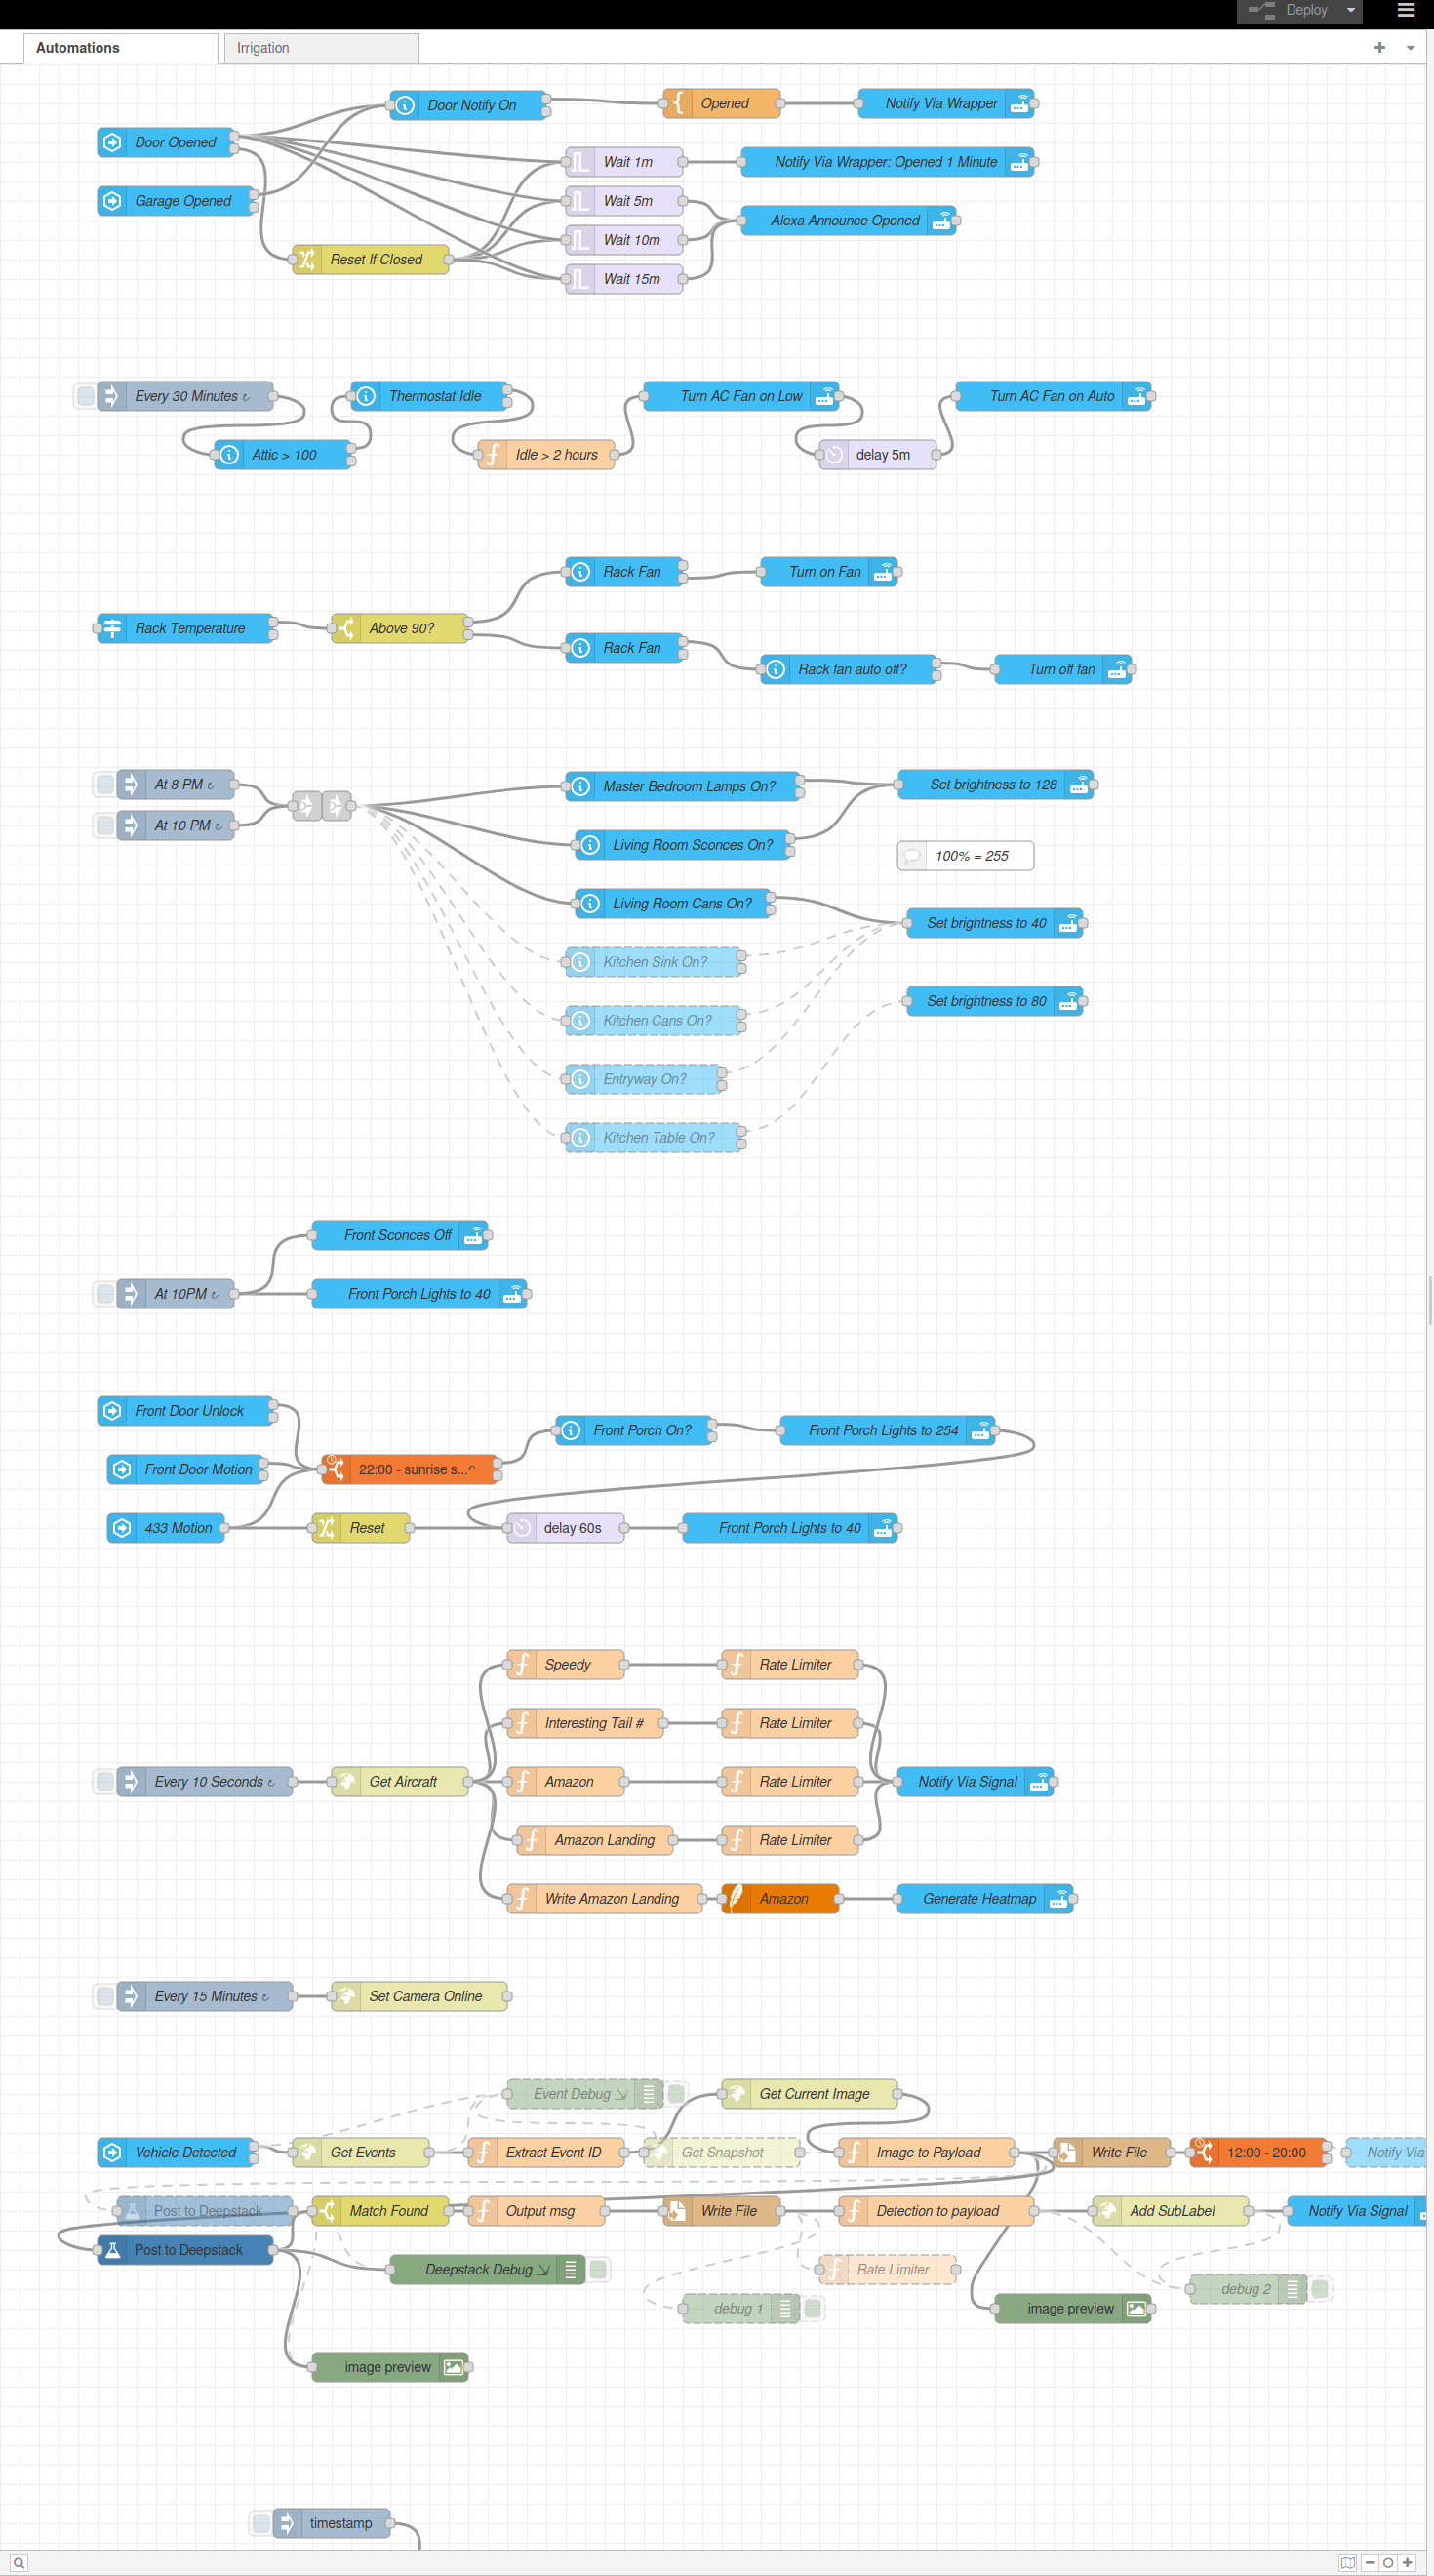 Deploy
Automations
Irrigation
Door Notify On
Opened
Notify Via Wrapper
Door Opened
Wait 1m
Notify Via Wrapper: Opened 1 Minute
Garage Opened
Wait 5m
Alexa Announce Opened
Wait 10m
Reset If Closed
Wait 15m
Every 30 Minutes ↻
Thermostat Idle
Turn AC Fan on Low
Turn AC Fan on Auto
Attic > 100
Idle > 2 hours
delay 5m
Rack Fan
Turn on Fan
Rack Temperature
Above 90?
Rack Fan
Rack fan auto off?
Turn off fan
At 8 PM ↻
Master Bedroom Lamps On?
Set brightness to 128
At 10 PM ↻
Living Room Sconces On?
100% = 255
Living Room Cans On?
Set brightness to 40
Kitchen Sink On?
Set brightness to 80
Kitchen Cans On?
Entryway On?
Kitchen Table On?
Front Sconces Off
At 10PM ↻
Front Porch Lights to 40
Front Door Unlock
Front Porch On?
Front Porch Lights to 254
Front Door Motion
22:00 - sunrise s...↶
433 Motion
Reset
delay 60s
Front Porch Lights to 40
Speedy
Rate Limiter
Interesting Tail #
Rate Limiter
Every 10 Seconds ↻
Get Aircraft
Amazon
Rate Limiter
Notify Via Signal
Amazon Landing
Rate Limiter
Write Amazon Landing
Amazon
Generate Heatmap
Every 15 Minutes ↻
Set Camera Online
Event Debug ⇲
Get Current Image
Vehicle Detected
Get Events
Extract Event ID
Get Snapshot
Image to Payload
Write File
12:00 - 20:00
Notify Via
Post to Deepstack
Match Found
Output msg
Write File
Detection to payload
Add SubLabel
Notify Via Signal
Post to Deepstack
Deepstack Debug ⇲
Rate Limiter
debug 2
debug 1
image preview
image preview
timestamp